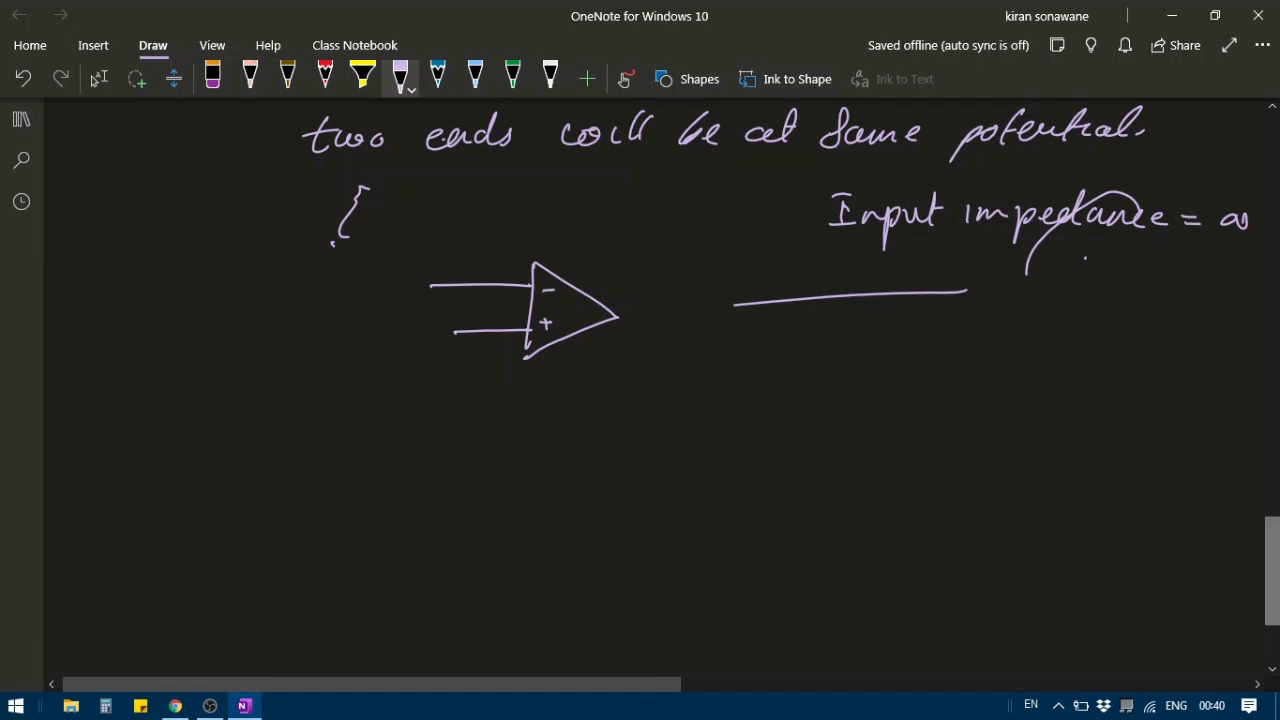 OneNote for Windows 10
kiran sonawane
Home Insert Draw View Help Class Notebook
Saved offline (auto sync is off)
Share
Shapes
Ink to Shape
Ink to Text
two ends will be at Same potential.
Input impedance = ∞
-
+
EN
ENG
00:40